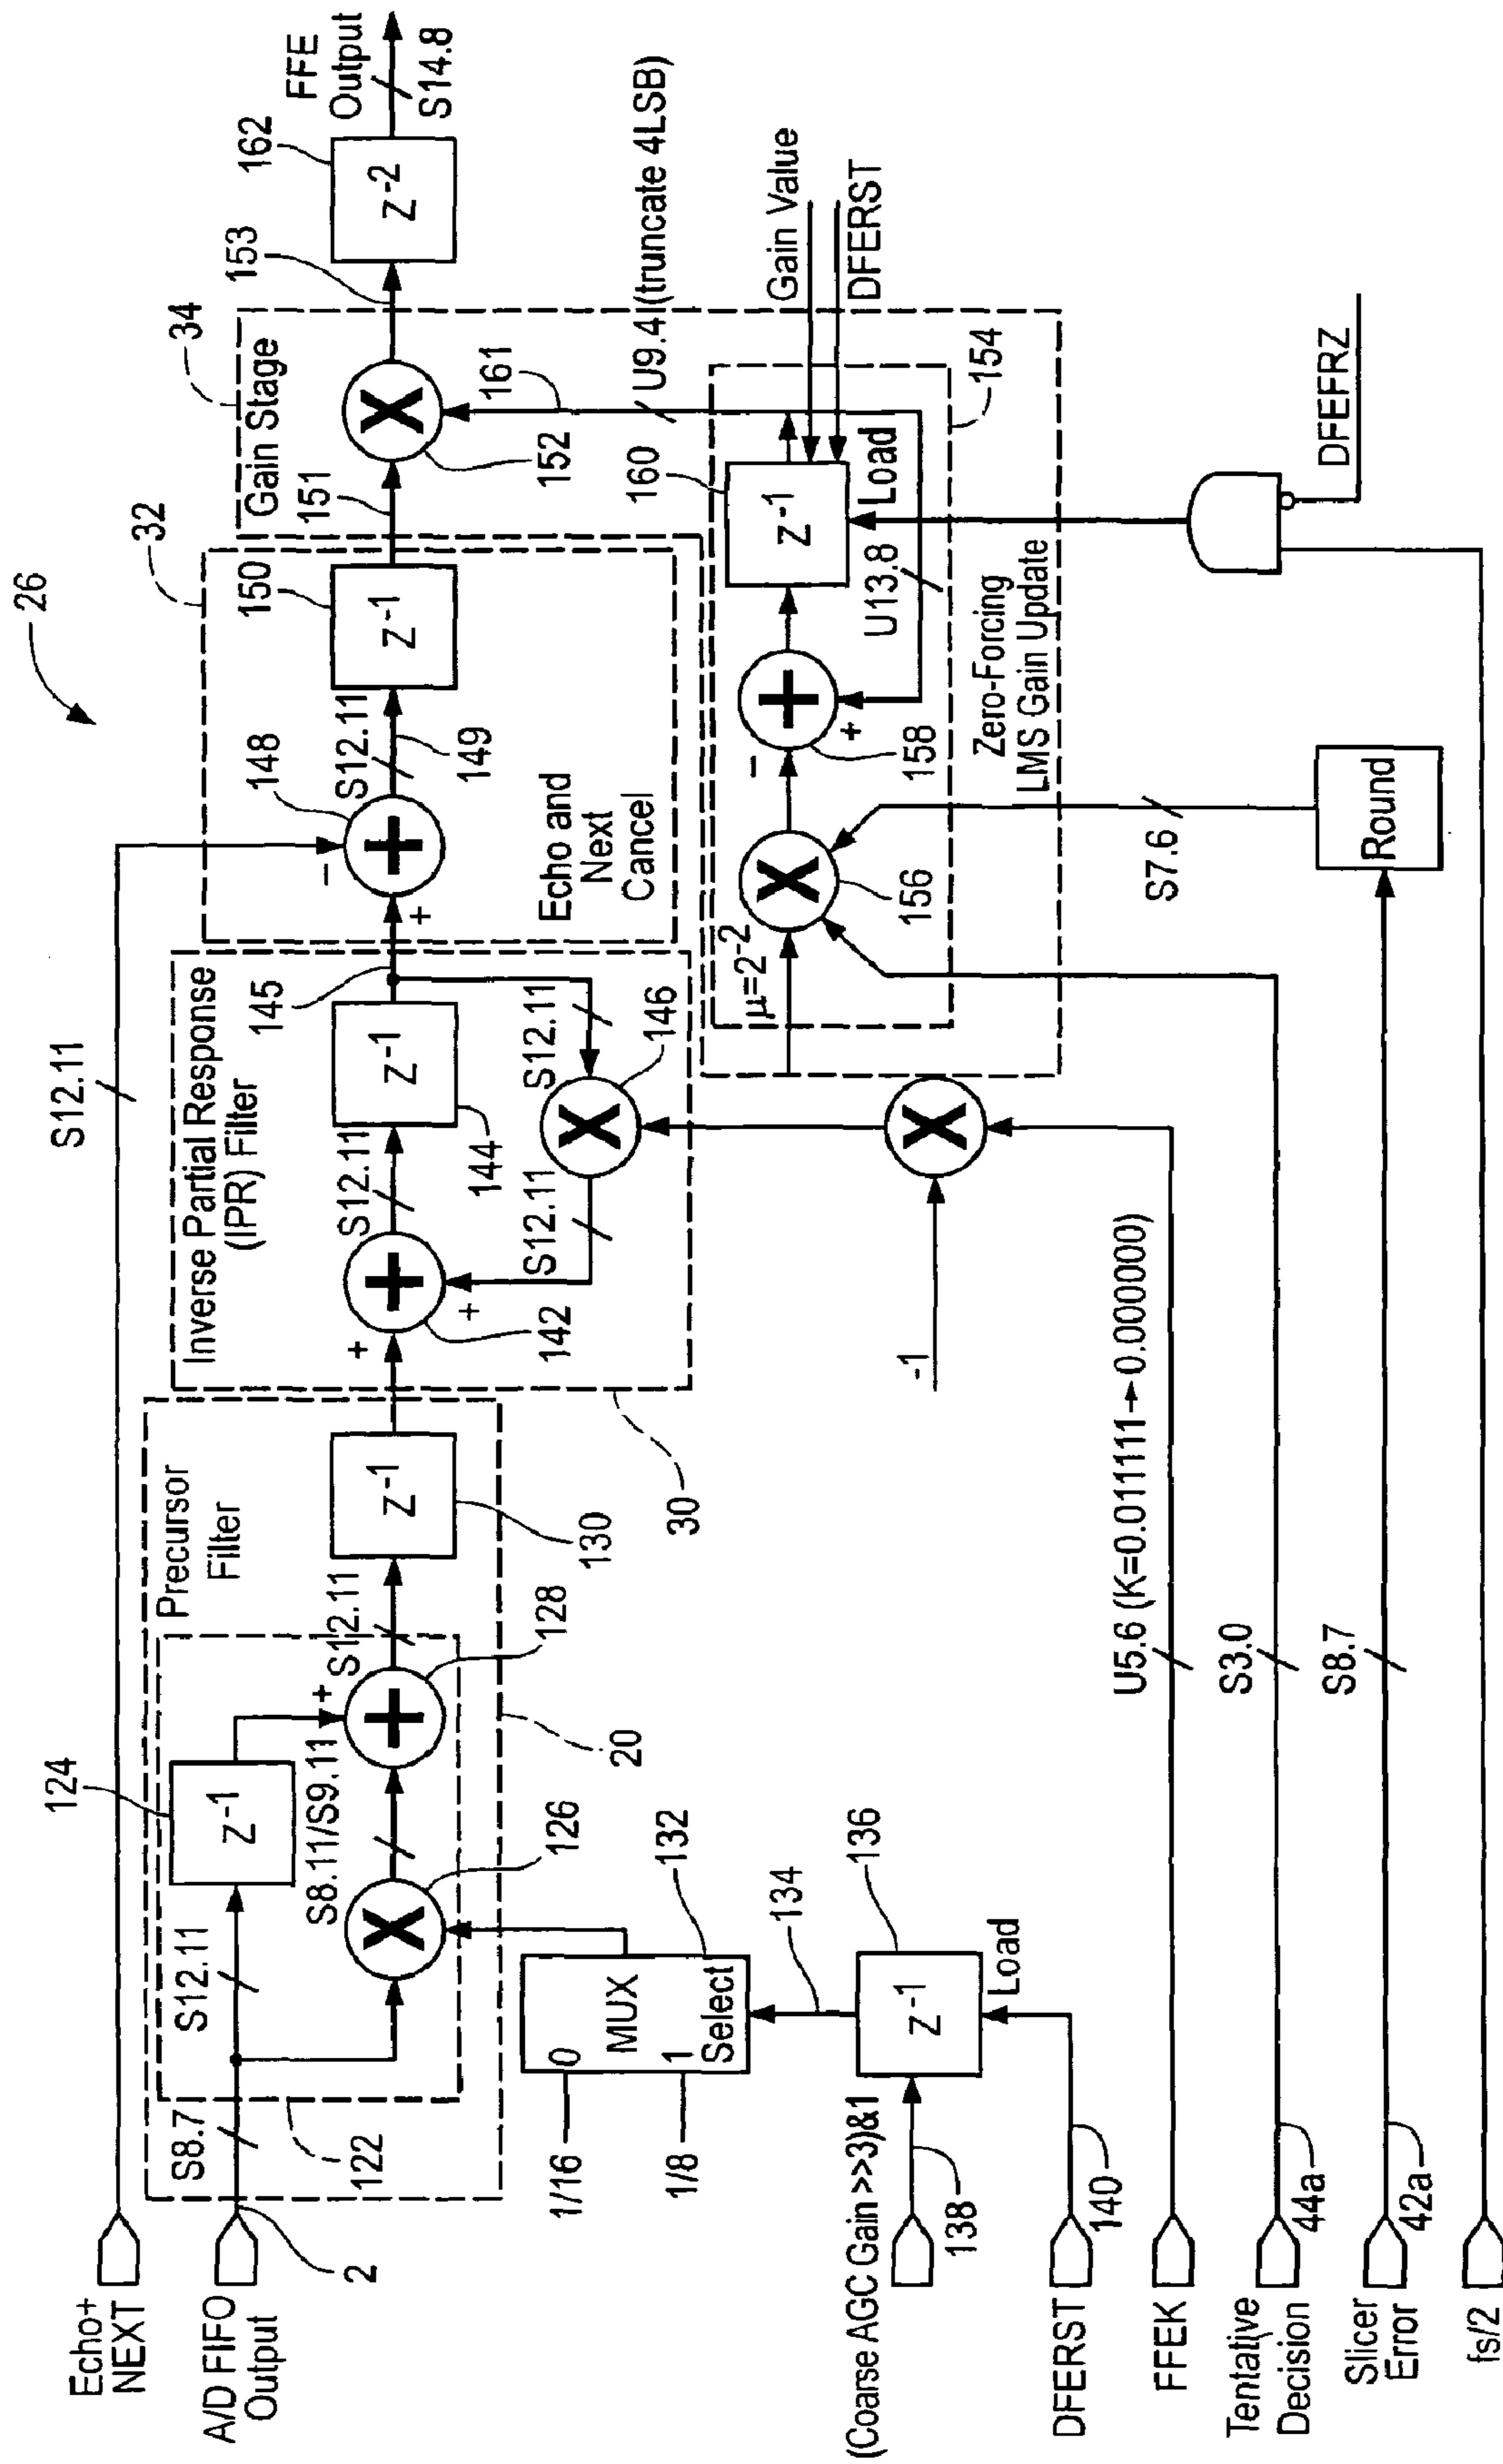 26
Echo+
NEXT
S12.11
A/D FIFO
Output
2
S8.7
122
Precursor
Filter
S12.11
124
z-1
S8.11/S9.11
126
+
128
S12.11
z-1
130
20
1/16
1/8
0
1
MUX
Select
132
134
136
z-1
Load
(Coarse AGC Gain >>3)&1
138
DFERST
140
Inverse Partial Response
(IPR) Filter
+
+
142
S12.11
z-1
144
145
S12.11
146
S12.11
30
-1
FFEK
U5.6 (K=0.011111→0.000000)
32
Echo and
Next
Cancel
148
-
+
S12.11
149
150
z-1
34
Gain Stage
151
152
153
161
162
z-2
FFE
Output
S14.8
U9.4 (truncate 4LSB)
Gain Value
DFERST
154
μ=2-2
156
-
+
158
160
z-1
Load
U13.8
Zero-Forcing
LMS Gain Update
DFEFRZ
Tentative
Decision
44a
S3.0
Slicer
Error
42a
S8.7
Round
S7.6
fs/2